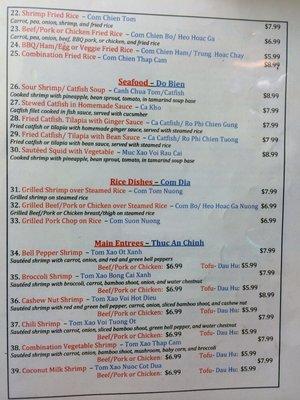 22. Shrimp Fried Rice - Com Chien Tom
Carrot, pea, onion, shrimp, and fried rice $7.99
23. Beef/Pork or Chicken Fried Rice - Com Chien Bo/ Heo Hoac Ga
Carrot, pea, onion, beef, BBQ pork, or chicken, and fried rice $6.99
24. BBQ/Ham/Egg or Veggie Fried Rice - Com Chien Ham/ Trung Hoac Chay
$5.99
25. Combination Fried Rice - Com Chien Thap Cam $8.99
Seafood - Do Bien
26. Sour Shrimp/ Catfish Soup - Canh Chua Tom/Catfish
Cooked shrimp with pineapple, bean sprout, tomato, in tamarind soup base $8.99
27. Stewed Catfish in Homemade Sauce - Ca Kho
Catfish filet cooked in fish sauce, served with cucumber $7.99
28. Fried Catfish. Tilapia with Ginger Sauce - Ca Catfish/ Ro Phi Chien Gung
Fried catfish or tilapia with homemade ginger sauce, served with steamed rice $7.99
29. Fried Catfish/ Tilapia with Bean Sauce - Ca Catfish/ Ro Phi Chien Tuong
Fried catfish or tilapia with bean sauce, served with steamed rice $7.99
30. Sautéed Squid with Vegetable - Muc Xao Voi Rau Cai
Cooked shrimp with pineapple, bean sprout, tomato, in tamarind soup base $8.99
Rice Dishes - Com Dia
31. Grilled Shrimp over Steamed Rice - Com Tom Nuong $7.99
Grilled shrimp on steamed rice
32. Grilled Beef/Pork or Chicken over Steamed Rice - Com Bo/ Heo Hoac Ga Nuong $6.99
Grilled Beef/Pork or Chicken breast/thigh on steamed rice
33. Grilled Pork Chop on Rice - Com Suon Nuong $6.99
Main Entrees - Thuc An Chinh
34. Bell Pepper Shrimp - Tom Xao Ot Xanh $7.99
Sautéed shrimp with carrot, onion, and red and green bell peppers
Beef/Pork or Chicken: $6.99 Tofu- Dau Hu: $5.99
35. Broccoli Shrimp - Tom Xao Bong Cai Xanh $7.99
Sautéed shrimp with broccoli, carrot, bamboo shoot, onion, and water chestnut
Beef/Pork or Chicken: $6.99 Tofu- Dau Hu: $5.99
36. Cashew Nut Shrimp - Tom Xao Voi Hot Dieu $8.99
Sautéed shrimp with red and green bell pepper, carrot, onion, sliced bamboo shoot, and cashew nut
Beef/Pork or Chicken: $6.99 Tofu- Dau Hu: $5.99
37. Chili Shrimp - Tom Xao Voi Tuong Ot $7.99
Sautéed shrimp with carrot, onion, sliced bamboo shoot, green bell pepper, and water chestnut
Beef/Pork or Chicken: $6.99 Tofu- Dau Hu: $5.99
38. Combination Vegetable Shrimp - Tom Xao Thap Cam $7.99
Sautéed shrimp with carrot, onion, bamboo shoot, mushroom, baby corn, and broccoli
Beef/Pork or Chicken: $6.99 Tofu- Dau Hu: $5.99
39. Coconut Milk Shrimp - Tom Xao Nuoc Cot Dua $7.99
Beef/Pork or Chicken: $6.99 Tofu- Dau Hu: $5.99